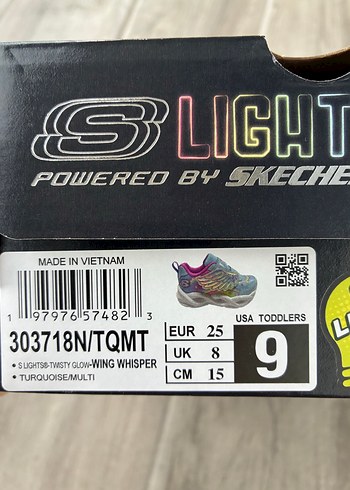 S LIGHT
POWERED BY SKECHE
MADE IN VIETNAM
1 97976 57482 3
303718N/TQMT
• S LIGHTS®-TWISTY GLOW-WING WHISPER
• TURQUOISE/MULTI
EUR 25
UK 8
CM 15
USA TODDLERS
9